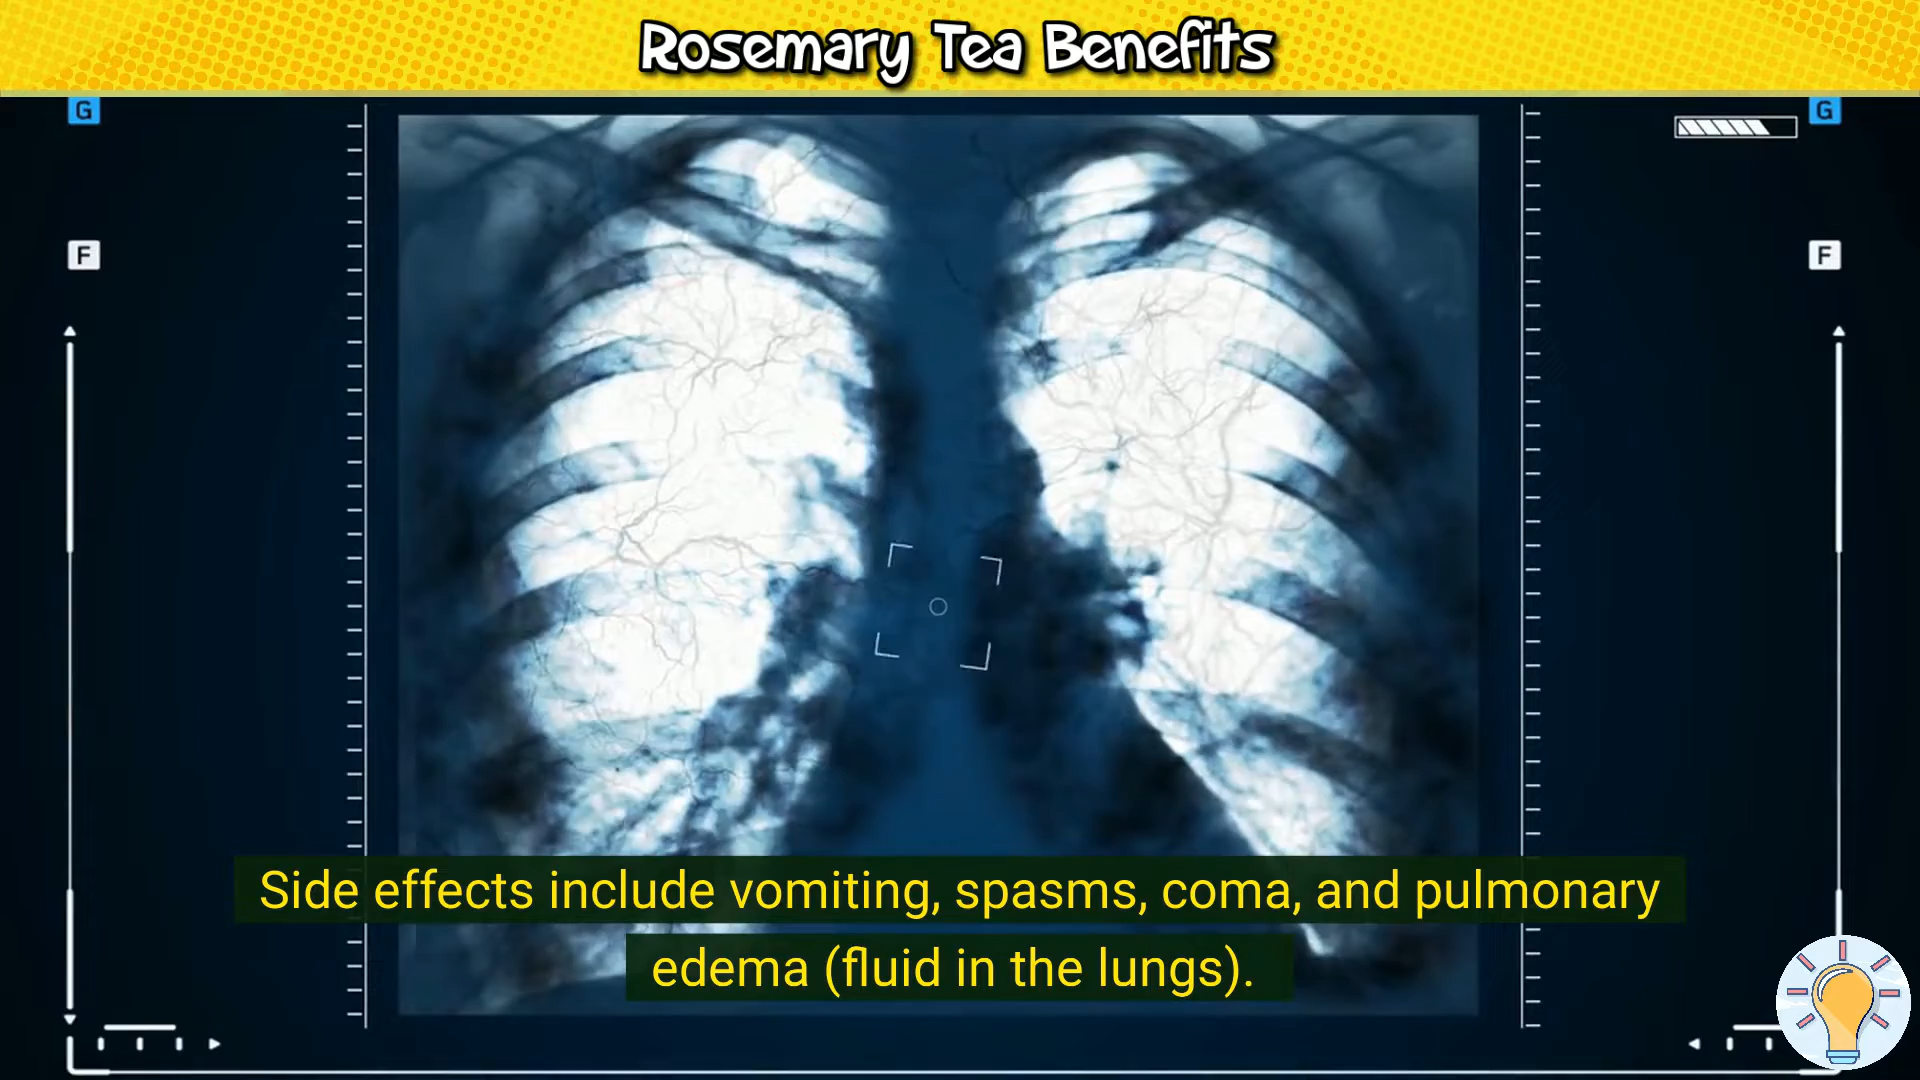 Rosemary Tea Benefits
G
G
F
F
Side effects include vomiting, spasms, coma, and pulmonary
edema (fluid in the lungs).